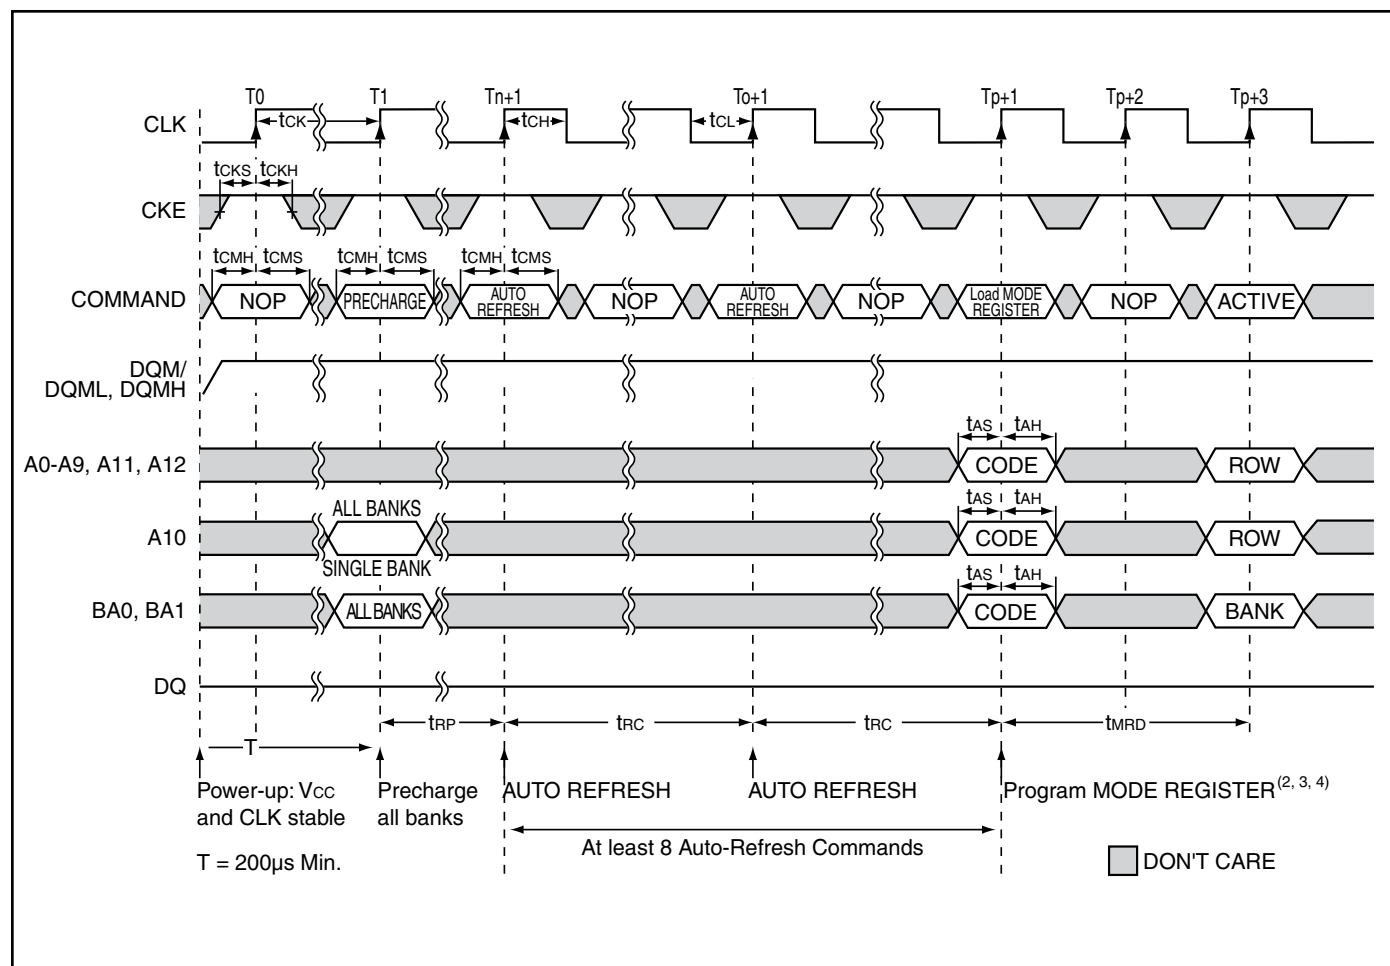 T0 T1 Tn+1 To+1 Tp+1 Tp+2 Tp+3
CLK tCK tCH tCL
tCKS tCKH
CKE
tCMH tCMS tCMH tCMS tCMH tCMS
COMMAND NOP PRECHARGE AUTO REFRESH NOP AUTO REFRESH NOP Load MODE REGISTER NOP ACTIVE
DQM/
DQML, DQMH
tAS tAH
A0-A9, A11, A12 CODE ROW
ALL BANKS tAS tAH
A10 CODE ROW
SINGLE BANK tAS tAH
BA0, BA1 ALL BANKS CODE BANK
DQ
tRP tRC tRC tMRD
T
Power-up: VCC Precharge AUTO REFRESH AUTO REFRESH Program MODE REGISTER(2, 3, 4)
and CLK stable all banks
At least 8 Auto-Refresh Commands
T = 200µs Min. DON'T CARE